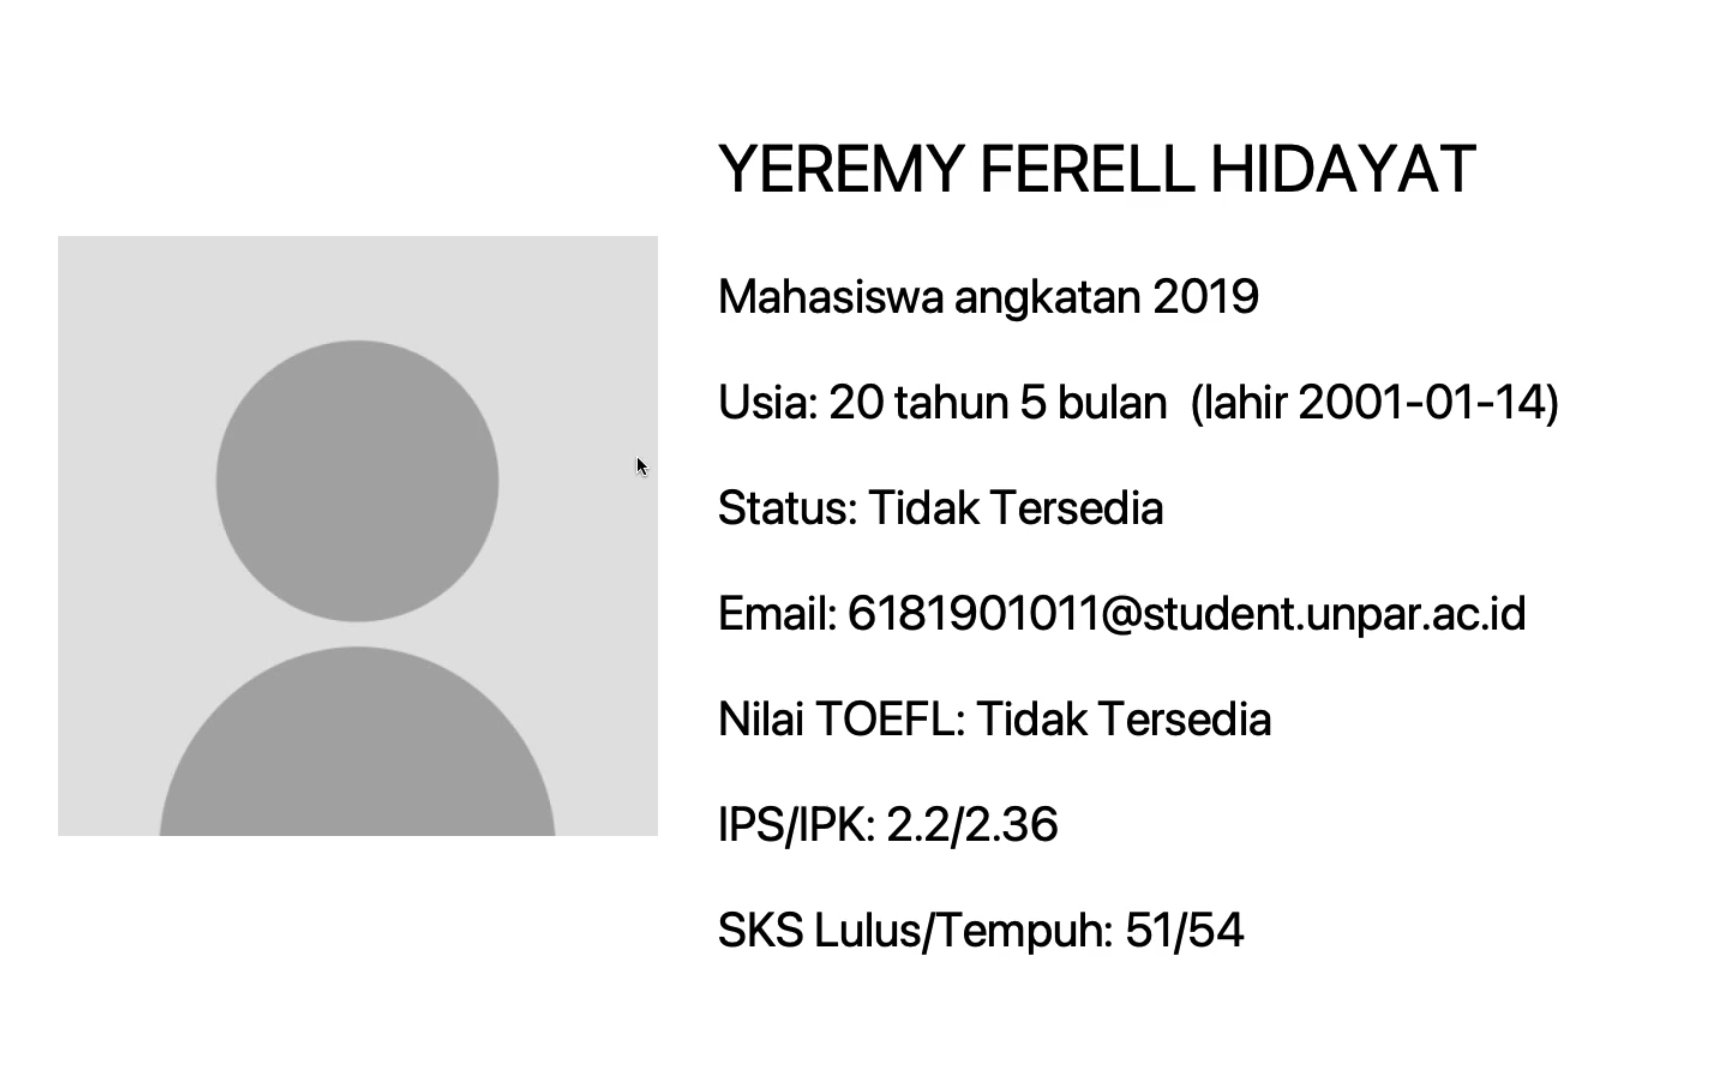 YEREMY FERELL HIDAYAT
Mahasiswa angkatan 2019
Usia: 20 tahun 5 bulan (lahir 2001-01-14)
Status: Tidak Tersedia
Email: 6181901011@student.unpar.ac.id
Nilai TOEFL: Tidak Tersedia
IPS/IPK: 2.2/2.36
SKS Lulus/Tempuh: 51/54